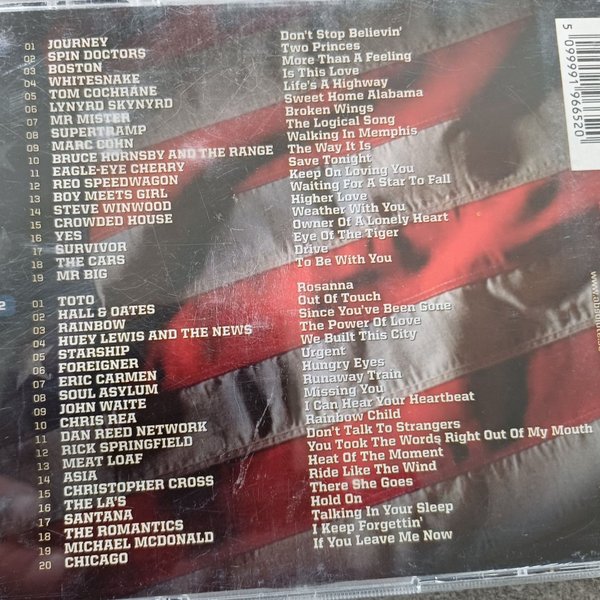 01 JOURNEY Don't Stop Believin'
02 SPIN DOCTORS Two Princes
03 BOSTON More Than A Feeling
04 WHITESNAKE Is This Love
05 TOM COCHRANE Life's A Highway
06 LYNYRD SKYNYRD Sweet Home Alabama
07 MR MISTER Broken Wings
08 SUPERTRAMP The Logical Song
09 MARC COHN Walking In Memphis
10 BRUCE HORNSBY AND THE RANGE The Way It Is
11 EAGLE-EYE CHERRY Save Tonight
12 REO SPEEDWAGON Keep On Loving You
13 BOY MEETS GIRL Waiting For A Star To Fall
14 STEVE WINWOOD Higher Love
15 CROWDED HOUSE Weather With You
16 YES Owner Of A Lonely Heart
17 SURVIVOR Eye Of The Tiger
18 THE CARS Drive
19 MR BIG To Be With You
2
01 TOTO Rosanna
02 HALL & OATES Out Of Touch
03 RAINBOW Since You've Been Gone
04 HUEY LEWIS AND THE NEWS The Power Of Love
05 STARSHIP We Built This City
06 FOREIGNER Urgent
07 ERIC CARMEN Hungry Eyes
08 SOUL ASYLUM Runaway Train
09 JOHN WAITE Missing You
10 CHRIS REA I Can Hear Your Heartbeat
11 DAN REED NETWORK Rainbow Child
12 RICK SPRINGFIELD Don't Talk To Strangers
13 MEAT LOAF You Took The Words Right Out Of My Mouth
14 ASIA Heat Of The Moment
15 CHRISTOPHER CROSS Ride Like The Wind
16 THE LA'S There She Goes
17 SANTANA Hold On
18 THE ROMANTICS Talking In Your Sleep
19 MICHAEL MCDONALD I Keep Forgettin'
20 CHICAGO If You Leave Me Now
5 099991 966520